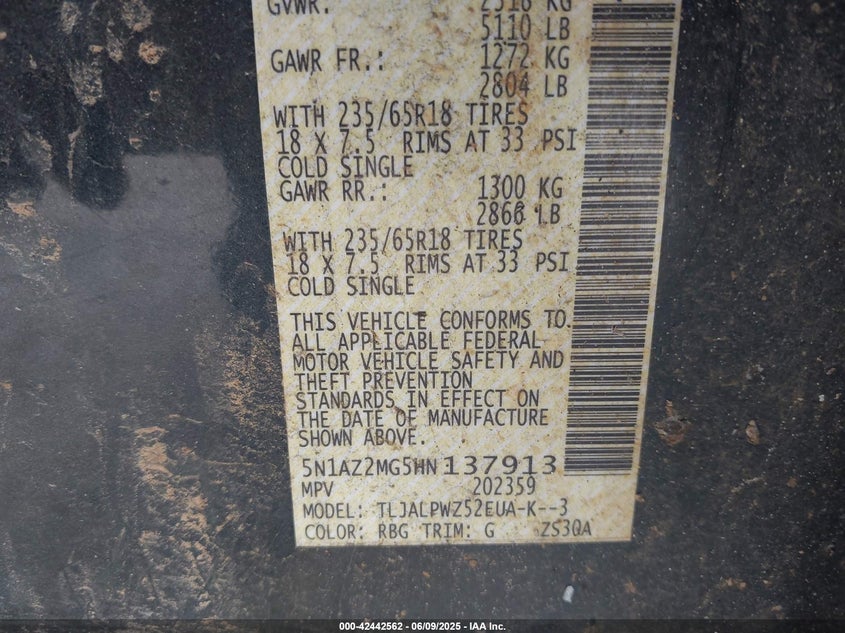 GVWR: 2318 KG
5110 LB
GAWR FR.: 1272 KG
2804 LB
WITH 235/65R18 TIRES
18 X 7.5 RIMS AT 33 PSI
COLD SINGLE
GAWR RR.: 1300 KG
2866 LB
WITH 235/65R18 TIRES
18 X 7.5 RIMS AT 33 PSI
COLD SINGLE
THIS VEHICLE CONFORMS TO
ALL APPLICABLE FEDERAL
MOTOR VEHICLE SAFETY AND
THEFT PREVENTION
STANDARDS IN EFFECT ON
THE DATE OF MANUFACTURE
SHOWN ABOVE.
5N1AZ2MG5HN137913
MPV 202359
MODEL: TLJALPWZ52EUA-K--3
COLOR: RBG TRIM: G ZS3QA
000-42442562 - 06/09/2025 - IAA Inc.